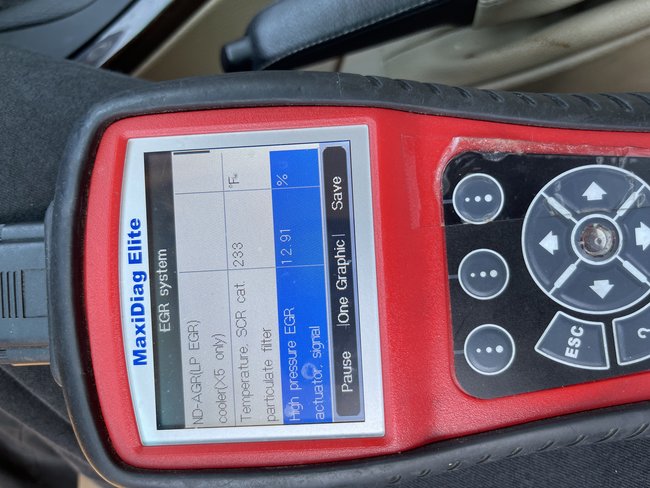 MaxiDiag Elite
EGR system
ND-AGR(LP EGR)
cooler(X5 only)
Temperature, SCR cat. 233 °F
particulate filter
High pressure EGR 12.91 %
actuator, signal
Pause One Graphic Save
ESC
?